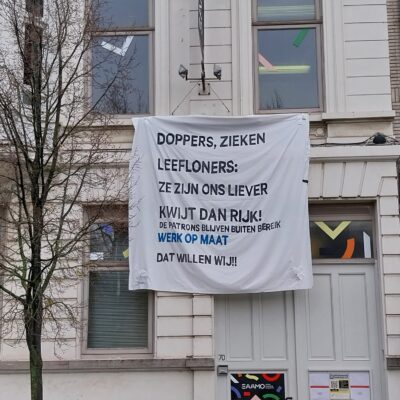 DOPPERS, ZIEKEN
LEEFLONERS:
ZE ZIJN ONS LIEVER
KWIJT DAN RIJK!
DE PATRONS BLIJVEN BUITEN BEREIK
WERK OP MAAT
DAT WILLEN WIJ!!
70
EAAMO